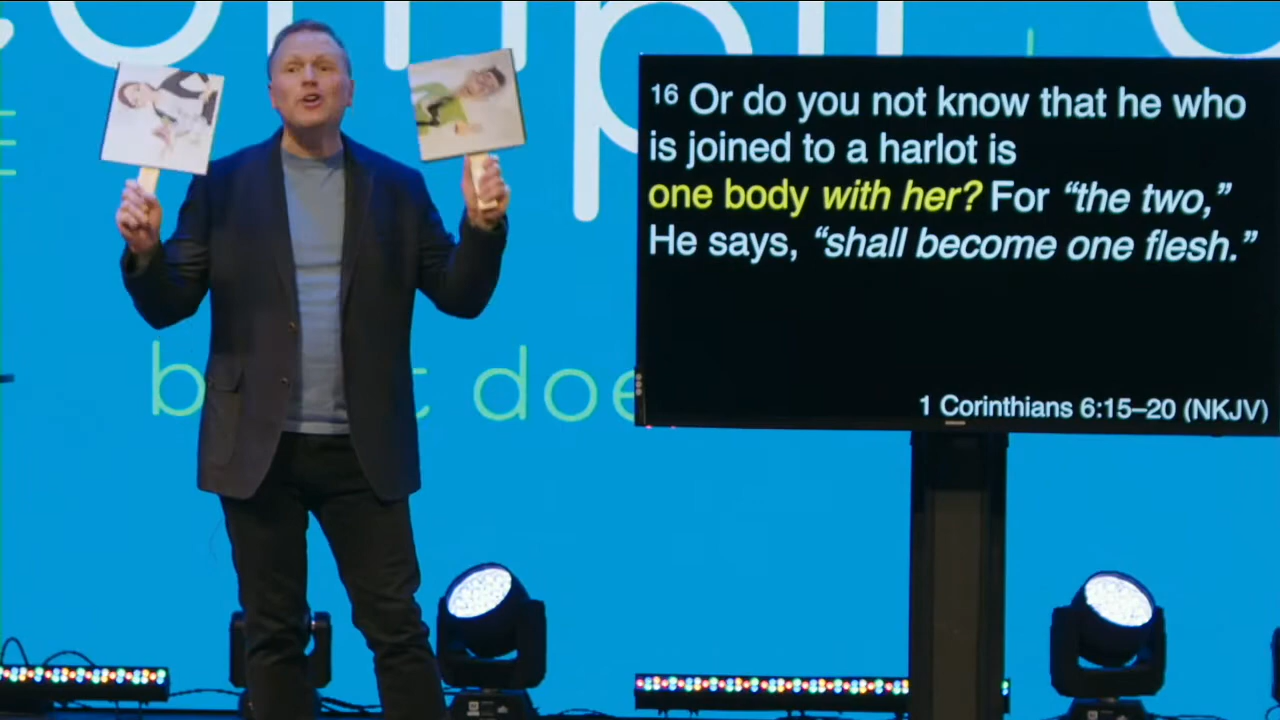 16 Or do you not know that he who
is joined to a harlot is
one body with her? For “the two,”
He says, “shall become one flesh.”
1 Corinthians 6:15–20 (NKJV)